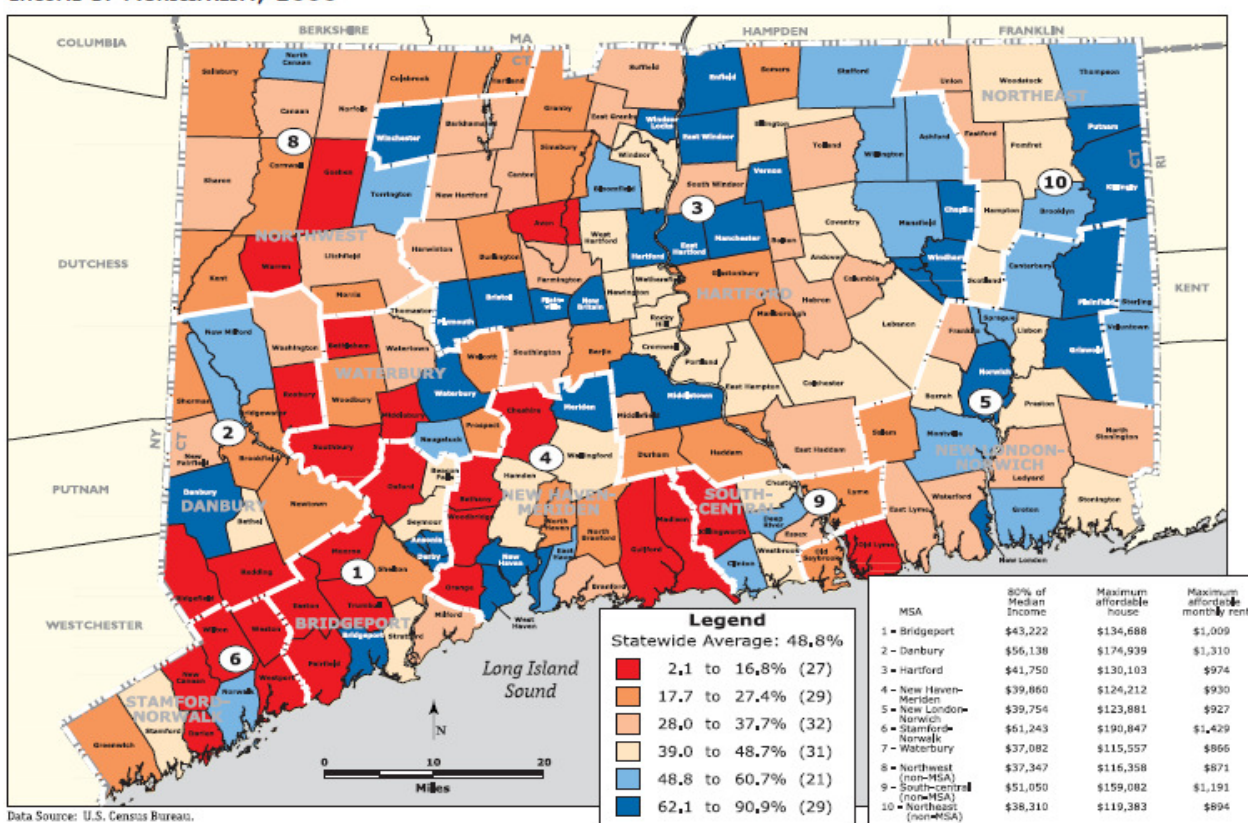 COLUMBIA
BERKSHIRE
MA
CT
HAMPDEN
FRANKLIN
DUTCHESS
PUTNAM
WESTCHESTER
KENT
NY
CT
CT
RI
Salisbury
North Canaan
Canaan
Norfolk
Colebrook
Hartland
Granby
Suffield
Enfield
Somers
Stafford
Union
Woodstock
Thompson
NORTHEAST
Winchester
Barkhamsted
East Granby
Windsor Locks
East Windsor
Ellington
Ashford
Eastford
Putnam
8
Cornwall
Goshen
Torrington
New Hartford
Canton
Simsbury
Bloomfield
Windsor
South Windsor
Vernon
Tolland
Willington
Pomfret
Killingly
10
3
Sharon
NORTHWEST
Avon
West Hartford
Hartford
East Hartford
Manchester
Bolton
Coventry
Mansfield
Chaplin
Hampton
Brooklyn
Kent
Warren
Litchfield
Harwinton
Burlington
Farmington
Newington
Wethersfield
Glastonbury
HARTFORD
Andover
Columbia
Windham
Scotland
Canterbury
Plainfield
Sterling
Morris
Thomaston
Plymouth
Bristol
Plainville
New Britain
Rocky Hill
Marlborough
Hebron
Lebanon
Franklin
Sprague
Lisbon
Griswold
Voluntown
New Milford
Washington
Bethlehem
Watertown
Wolcott
Southington
Berlin
Cromwell
Portland
East Hampton
Colchester
Bozrah
Norwich
Preston
WATERBURY
Sherman
Roxbury
Woodbury
Middlebury
Waterbury
Cheshire
Meriden
Middletown
Middlefield
5
2
Bridgewater
Southbury
Naugatuck
Prospect
4
Wallingford
Durham
Haddam
East Haddam
Salem
Montville
North Stonington
NEW LONDON-
NORWICH
Ledyard
New Fairfield
Brookfield
Newtown
Oxford
Beacon Falls
Bethany
Hamden
NEW HAVEN-
MERIDEN
SOUTH-
CENTRAL
9
Chester
Lyme
East Lyme
Waterford
Stonington
Danbury
DANBURY
Bethel
Seymour
Woodbridge
North Haven
North Branford
Guilford
Madison
Killingworth
Deep River
Essex
Groton
Ridgefield
Redding
Monroe
Ansonia
Derby
Shelton
Orange
New Haven
East Haven
Branford
Clinton
Westbrook
Old Saybrook
Old Lyme
New London
1
Easton
Trumbull
BRIDGEPORT
Milford
West Haven
Wilton
Weston
Bridgeport
Stratford
6
Fairfield
New Canaan
Norwalk
Westport
STAMFORD-
NORWALK
Stamford
Darien
Greenwich
Long Island
Sound
N
0
10
20
Miles
Legend
Statewide Average: 48.8%
2.1 to 16.8% (27)
17.7 to 27.4% (29)
28.0 to 37.7% (32)
39.0 to 48.7% (31)
48.8 to 60.7% (21)
62.1 to 90.9% (29)
MSA 80% of Median Income Maximum affordable house Maximum affordable monthly rent
1 - Bridgeport $43,222 $134,688 $1,009
2 - Danbury $56,138 $174,939 $1,310
3 - Hartford $41,750 $130,103 $974
4 - New Haven-Meriden $39,860 $124,212 $930
5 - New London-Norwich $39,754 $123,881 $927
6 - Stamford-Norwalk $61,243 $190,847 $1,429
7 - Waterbury $37,082 $115,557 $866
8 - Northwest (non-MSA) $37,347 $116,358 $871
9 - South-central (non-MSA) $51,050 $159,082 $1,191
10 - Northeast (non-MSA) $38,310 $119,383 $894
Data Source: U.S. Census Bureau.